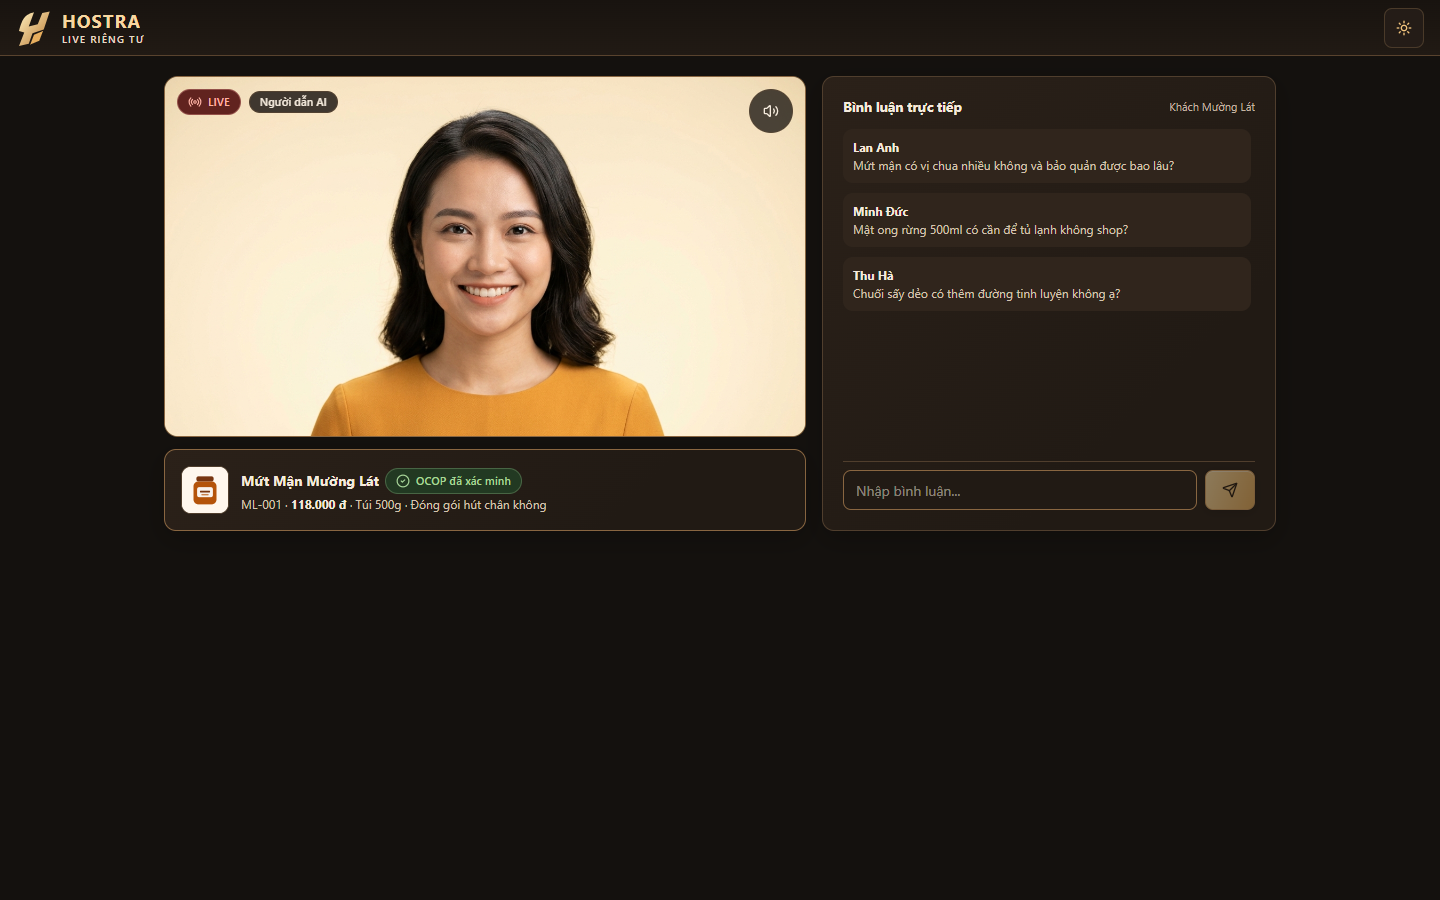 HOSTRA
LIVE RIÊNG TƯ
LIVE
Người dẫn AI
Mứt Mận Mường Lát
OCOP đã xác minh
ML-001 · 118.000 đ · Túi 500g · Đóng gói hút chân không
Bình luận trực tiếp
Khách Mường Lát
Lan Anh
Mứt mận có vị chua nhiều không và bảo quản được bao lâu?
Minh Đức
Mật ong rừng 500ml có cần để tủ lạnh không shop?
Thu Hà
Chuối sấy dẻo có thêm đường tinh luyện không ạ?
Nhập bình luận...